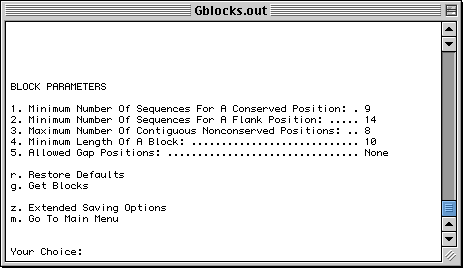 Gblocks.out
BLOCK PARAMETERS
1. Minimum Number Of Sequences For A Conserved Position: . 9
2. Minimum Number Of Sequences For A Flank Position: ..... 14
3. Maximum Number Of Contiguous Nonconserved Positions: .. 8
4. Minimum Length Of A Block: ............................ 10
5. Allowed Gap Positions: ................................ None
r. Restore Defaults
g. Get Blocks
z. Extended Saving Options
m. Go To Main Menu
Your Choice: